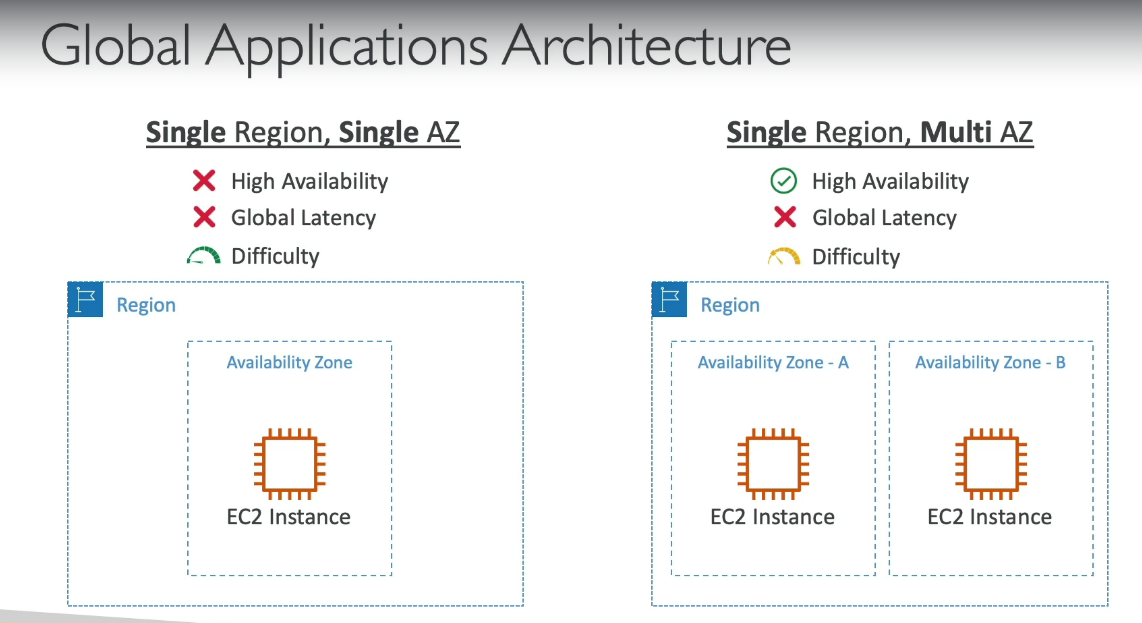 Global Applications Architecture
Single Region, Single AZ
High Availability
Global Latency
Difficulty
Region
Availability Zone
EC2 Instance
Single Region, Multi AZ
High Availability
Global Latency
Difficulty
Region
Availability Zone - A
EC2 Instance
Availability Zone - B
EC2 Instance